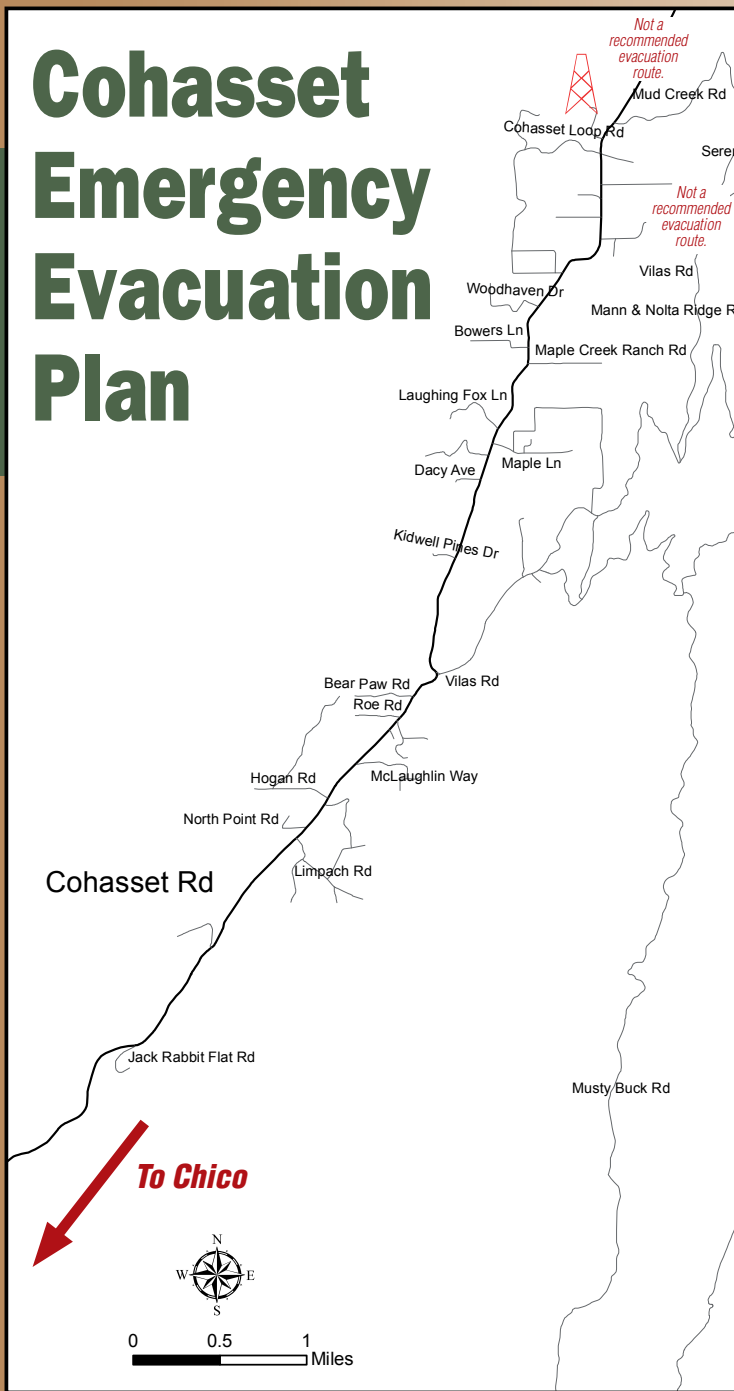 Cohasset
Emergency
Evacuation
Plan
Not a
recommended
evacuation
route.
Mud Creek Rd
Cohasset Loop Rd
Seren
Not a
recommended
evacuation
route.
Vilas Rd
Woodhaven Dr
Mann & Nolta Ridge R
Bowers Ln
Maple Creek Ranch Rd
Laughing Fox Ln
Maple Ln
Dacy Ave
Kidwell Pines Dr
Vilas Rd
Bear Paw Rd
Roe Rd
Hogan Rd
McLaughlin Way
North Point Rd
Limpach Rd
Cohasset Rd
Jack Rabbit Flat Rd
Musty Buck Rd
To Chico
N
W E
S
0 0.5 1
Miles